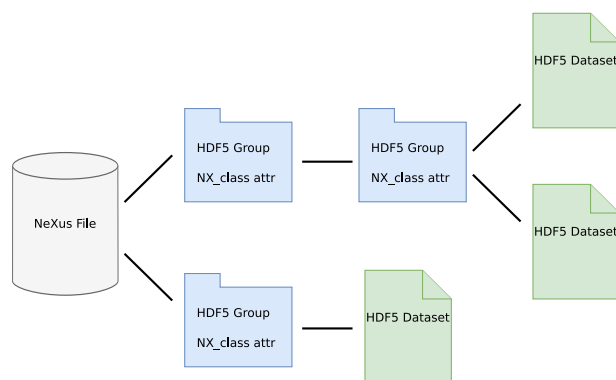 HDF5 Dataset
HDF5 Group
NX_class attr
HDF5 Group
NX_class attr
NeXus File
HDF5 Dataset
HDF5 Group
NX_class attr
HDF5 Dataset